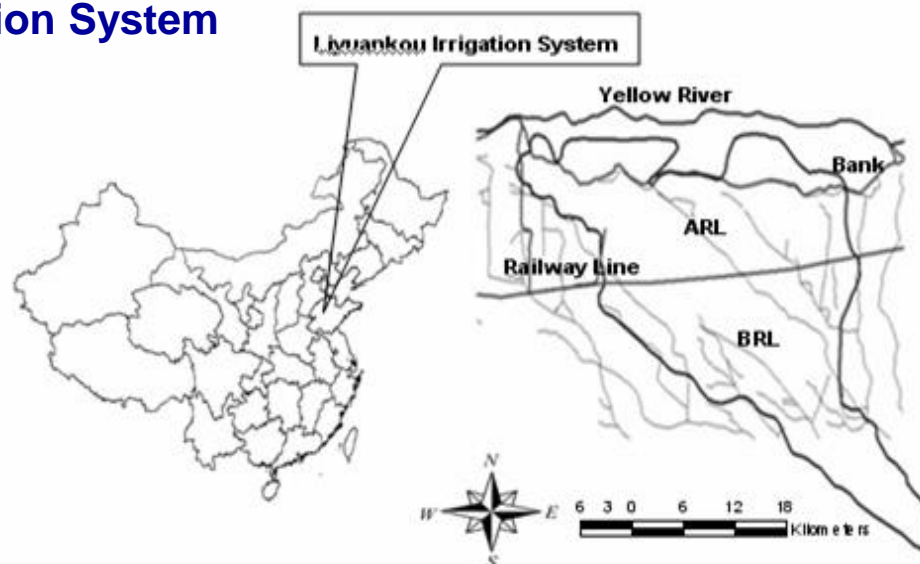 ion System
Liyuankou Irrigation System
Yellow River
Bank
ARL
Railway Line
BRL
N
W E
S
6 3 0 6 12 18
Kilometers